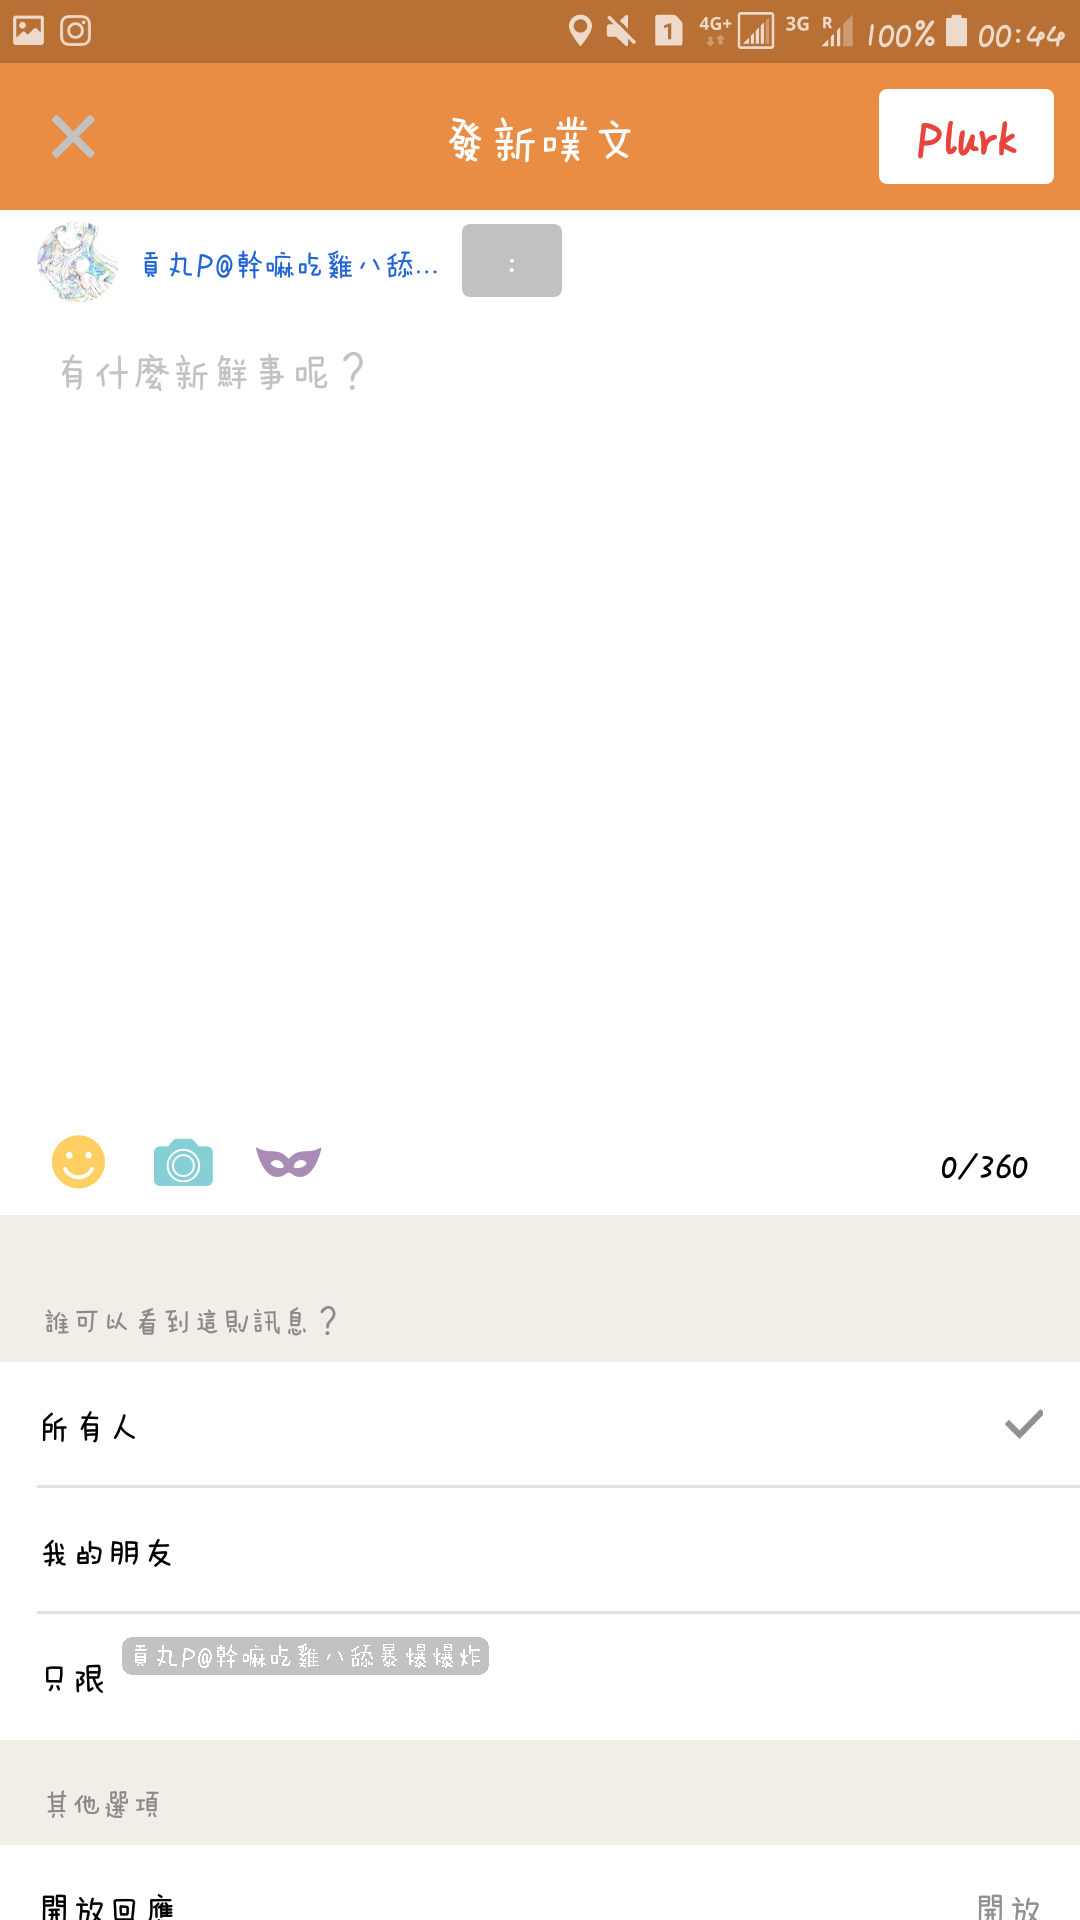 1 4G+ 3G R 100% 00:44
發新噗文
Plurk
貢丸P@幹嘛吃雞八舔... :
有什麼新鮮事呢？
0/360
誰可以看到這則訊息？
所有人
我的朋友
只限 貢丸P@幹嘛吃雞八舔暴爆爆炸
其他選項
開放回應 開放